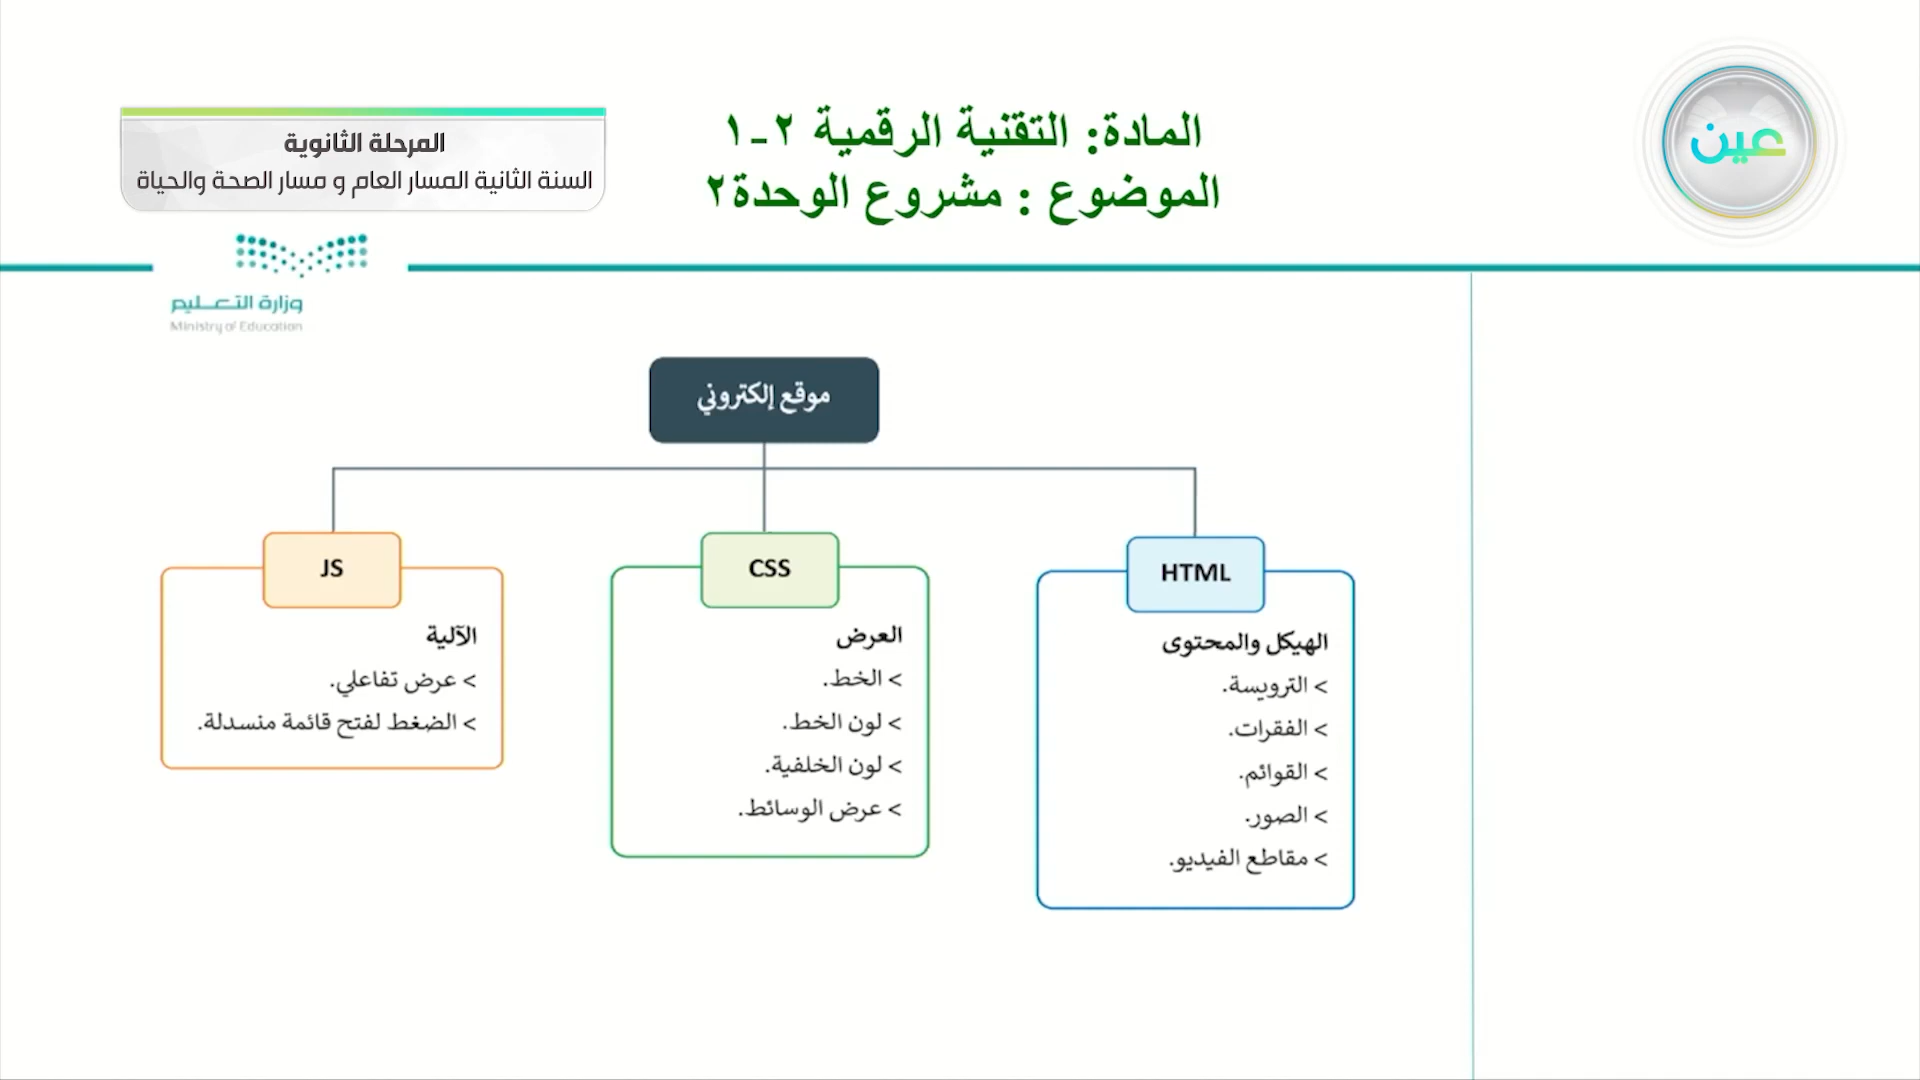 عين
المادة: التقنية الرقمية ٢-١
الموضوع : مشروع الوحدة٢
المرحلة الثانوية
السنة الثانية المسار العام و مسار الصحة والحياة
وزارة التعليم
Ministry of Education
موقع إلكتروني
HTML
الهيكل والمحتوى
> الترويسة.
> الفقرات.
> القوائم.
> الصور.
> مقاطع الفيديو.
CSS
العرض
> الخط.
> لون الخط.
> لون الخلفية.
> عرض الوسائط.
JS
الآلية
> عرض تفاعلي.
> الضغط لفتح قائمة منسدلة.